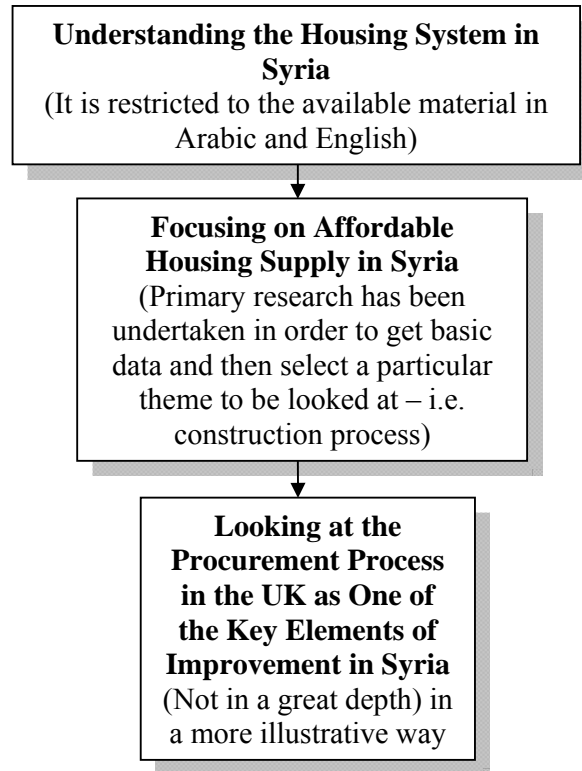 Understanding the Housing System in
Syria
(It is restricted to the available material in
Arabic and English)
Focusing on Affordable
Housing Supply in Syria
(Primary research has been
undertaken in order to get basic
data and then select a particular
theme to be looked at – i.e.
construction process)
Looking at the
Procurement Process
in the UK as One of
the Key Elements of
Improvement in Syria
(Not in a great depth) in
a more illustrative way